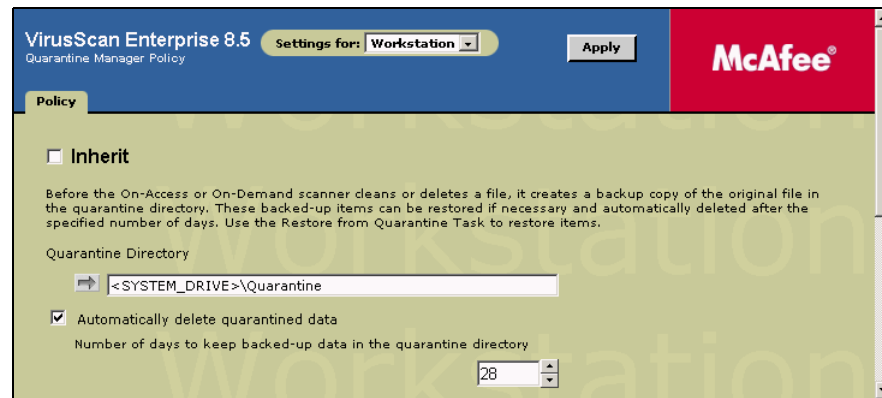 VirusScan Enterprise 8.5
Quarantine Manager Policy
Settings for: Workstation
Apply
McAfee®
Policy
Workstation
Inherit
Before the On-Access or On-Demand scanner cleans or deletes a file, it creates a backup copy of the original file in
the quarantine directory. These backed-up items can be restored if necessary and automatically deleted after the
specified number of days. Use the Restore from Quarantine Task to restore items.
Workstation
Quarantine Directory
<SYSTEM_DRIVE>\Quarantine
Automatically delete quarantined data
Number of days to keep backed-up data in the quarantine directory
Workstation
28